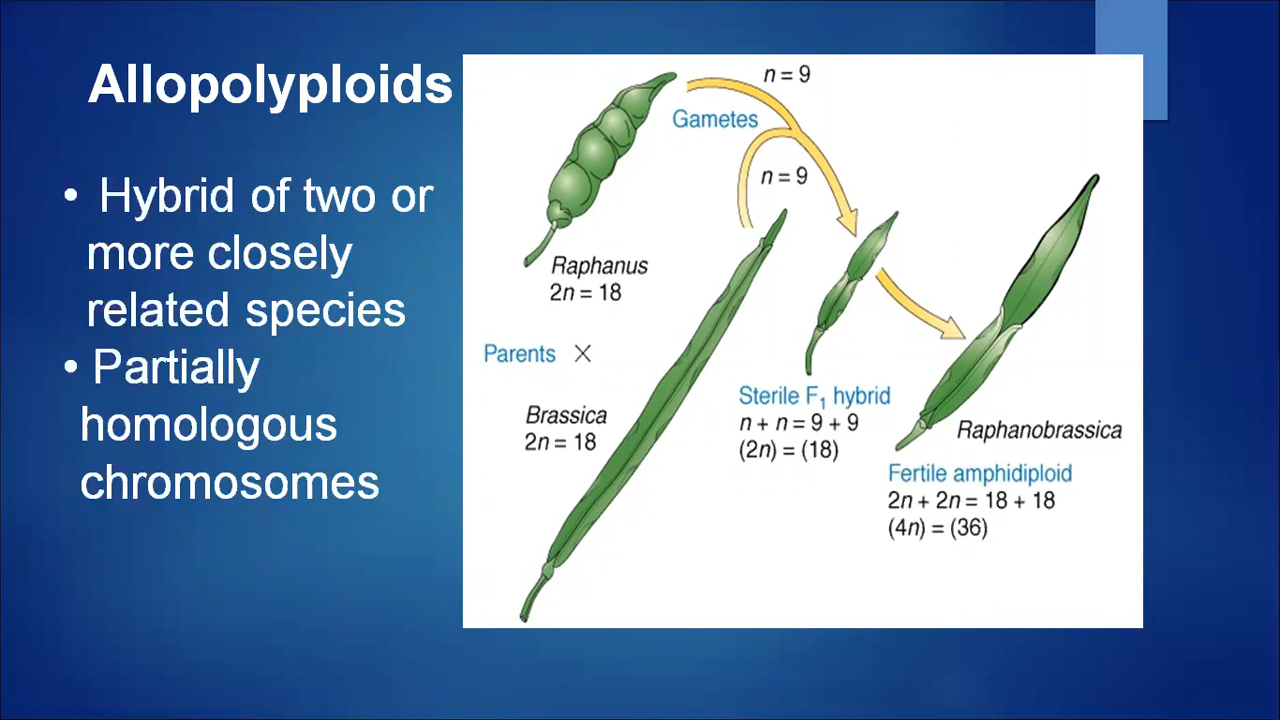 Allopolyploids
• Hybrid of two or
more closely
related species
• Partially
homologous
chromosomes
n = 9
Gametes
n = 9
Raphanus
2n = 18
Parents ×
Brassica
2n = 18
Sterile F₁ hybrid
n + n = 9 + 9
(2n) = (18)
Raphanobrassica
Fertile amphidiploid
2n + 2n = 18 + 18
(4n) = (36)